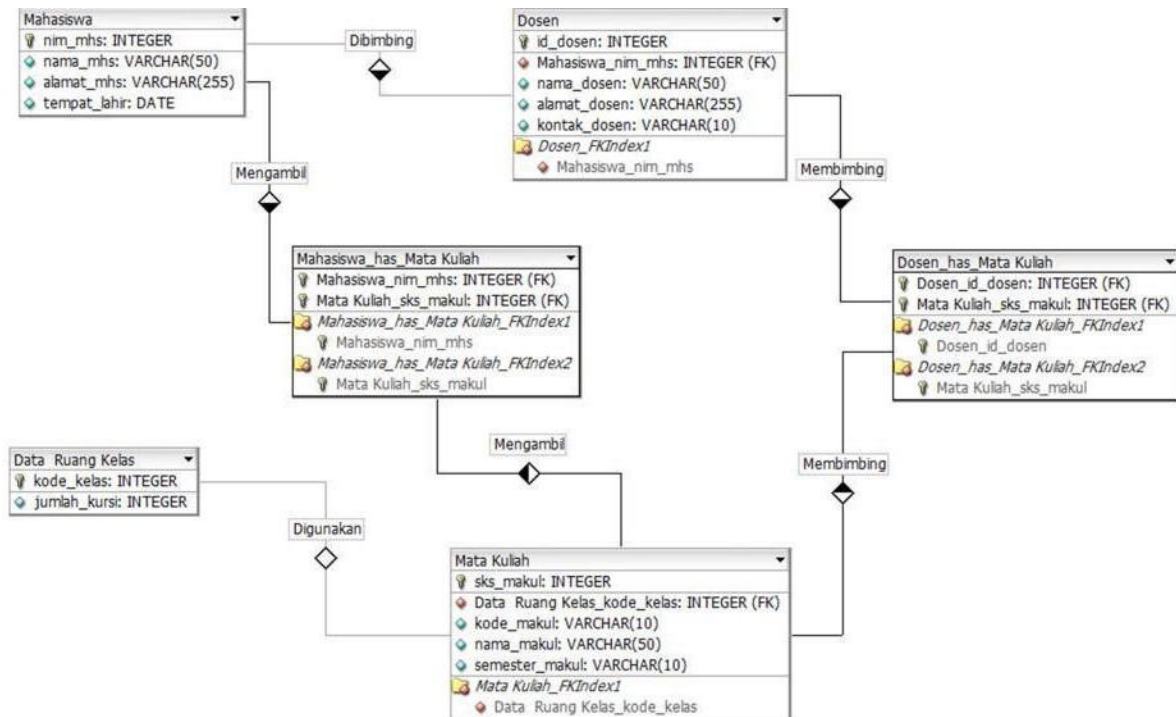 Mahasiswa
nim_mhs: INTEGER
nama_mhs: VARCHAR(50)
alamat_mhs: VARCHAR(255)
tempat_lahir: DATE
Dibimbing
Dosen
id_dosen: INTEGER
Mahasiswa_nim_mhs: INTEGER (FK)
nama_dosen: VARCHAR(50)
alamat_dosen: VARCHAR(255)
kontak_dosen: VARCHAR(10)
Dosen_FKIndex1
Mahasiswa_nim_mhs
Mengambil
Membimbing
Mahasiswa_has_Mata Kuliah
Mahasiswa_nim_mhs: INTEGER (FK)
Mata Kuliah_sks_makul: INTEGER (FK)
Mahasiswa_has_Mata Kuliah_FKIndex1
Mahasiswa_nim_mhs
Mahasiswa_has_Mata Kuliah_FKIndex2
Mata Kuliah_sks_makul
Dosen_has_Mata Kuliah
Dosen_id_dosen: INTEGER (FK)
Mata Kuliah_sks_makul: INTEGER (FK)
Dosen_has_Mata Kuliah_FKIndex1
Dosen_id_dosen
Dosen_has_Mata Kuliah_FKIndex2
Mata Kuliah_sks_makul
Mengambil
Membimbing
Data Ruang Kelas
kode_kelas: INTEGER
jumlah_kursi: INTEGER
Digunakan
Mata Kuliah
sks_makul: INTEGER
Data Ruang Kelas_kode_kelas: INTEGER (FK)
kode_makul: VARCHAR(10)
nama_makul: VARCHAR(50)
semester_makul: VARCHAR(10)
Mata Kuliah_FKIndex1
Data Ruang Kelas_kode_kelas